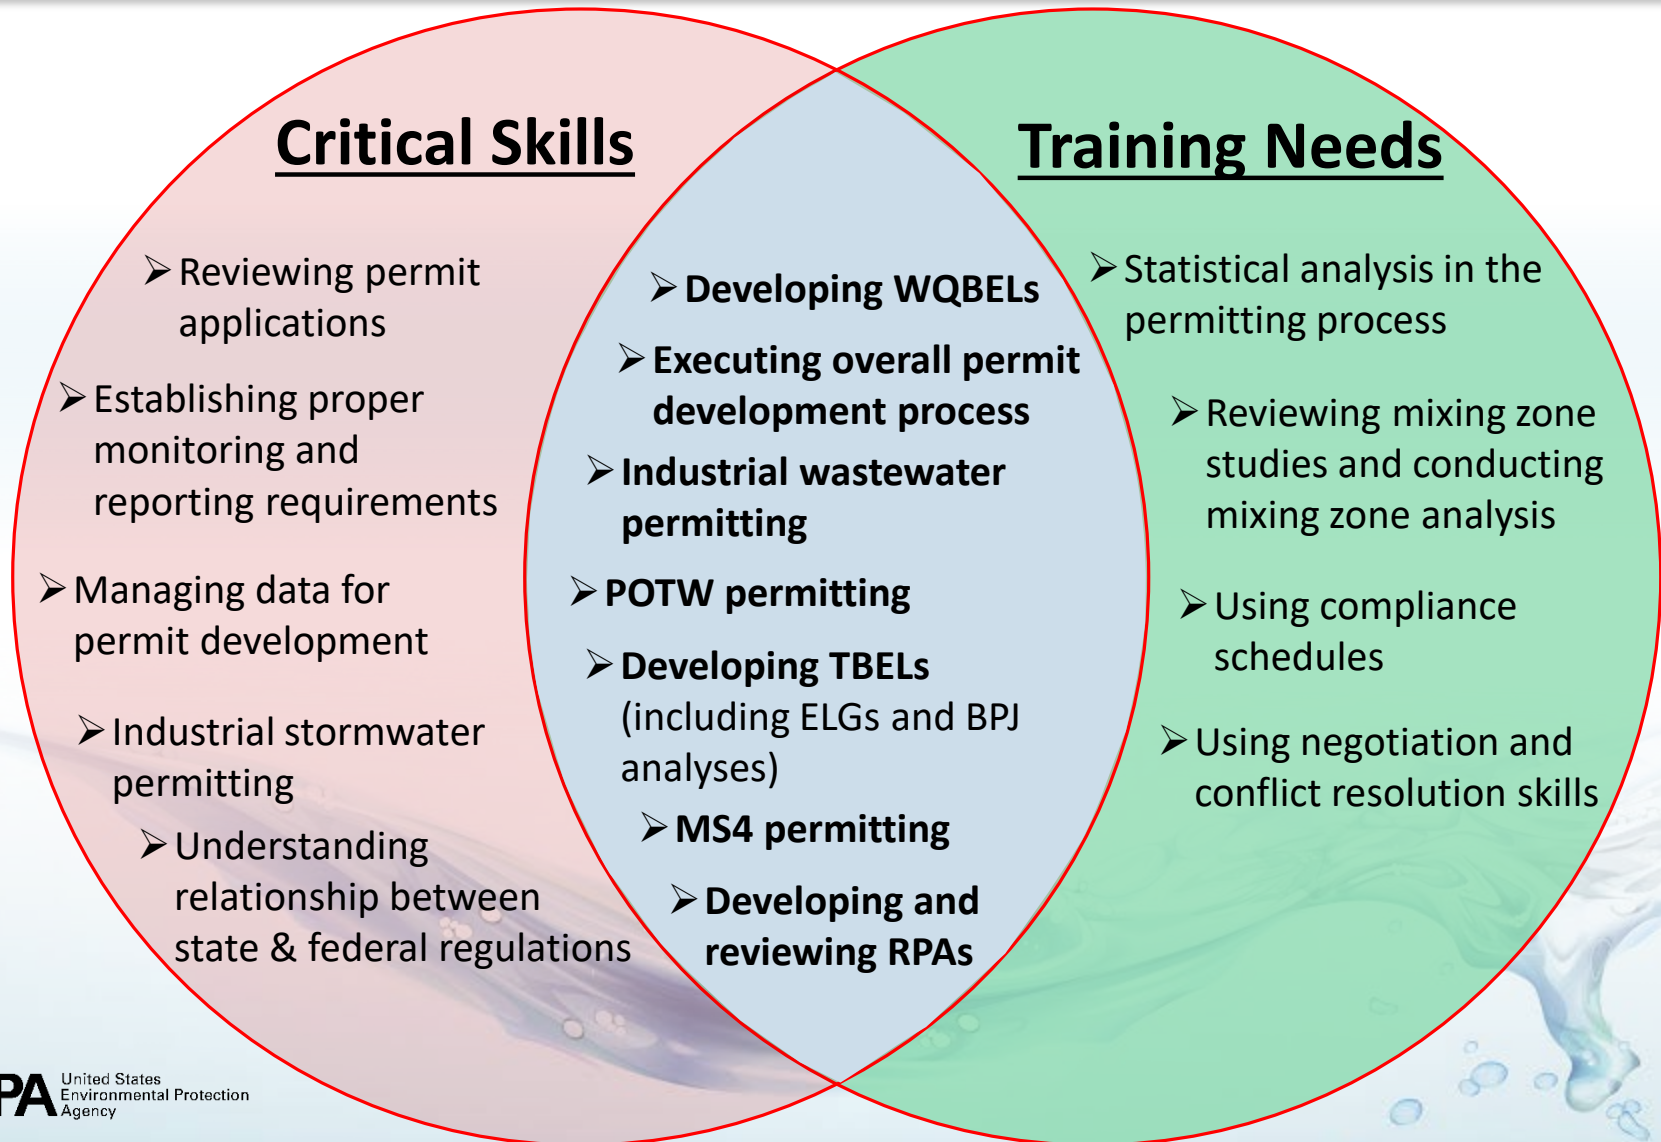 Critical Skills
➢Reviewing permit
applications
➢Establishing proper
monitoring and
reporting requirements
➢Managing data for
permit development
➢Industrial stormwater
permitting
➢Understanding
relationship between
state & federal regulations
➢Developing WQBELs
➢Executing overall permit
development process
➢Industrial wastewater
permitting
➢POTW permitting
➢Developing TBELs
(including ELGs and BPJ
analyses)
➢MS4 permitting
➢Developing and
reviewing RPAs
Training Needs
➢Statistical analysis in the
permitting process
➢Reviewing mixing zone
studies and conducting
mixing zone analysis
➢Using compliance
schedules
➢Using negotiation and
conflict resolution skills
PA
United States
Environmental Protection
Agency